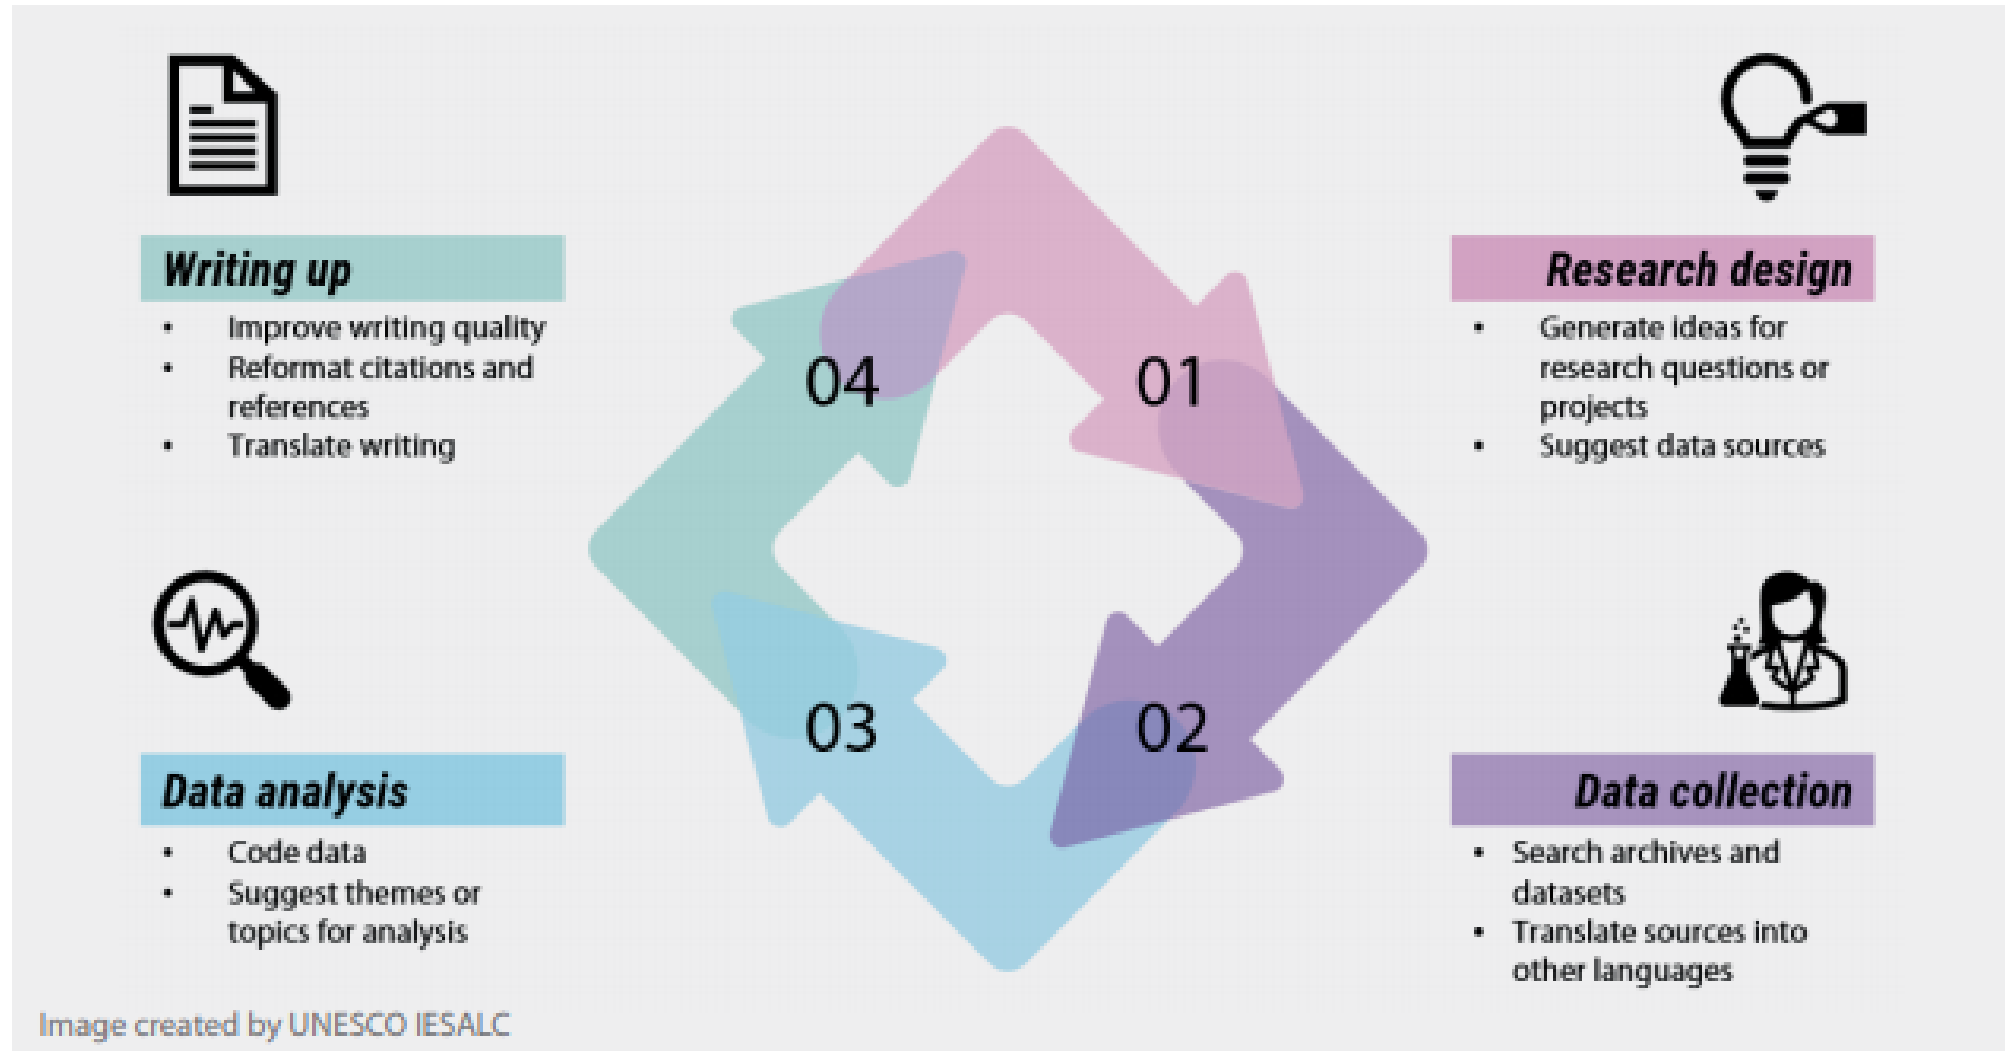 Writing up
• Improve writing quality
• Reformat citations and
references
• Translate writing
Research design
• Generate ideas for
research questions or
projects
• Suggest data sources
04
01
03
02
Data analysis
• Code data
• Suggest themes or
topics for analysis
Data collection
• Search archives and
datasets
• Translate sources into
other languages
Image created by UNESCO IESALC